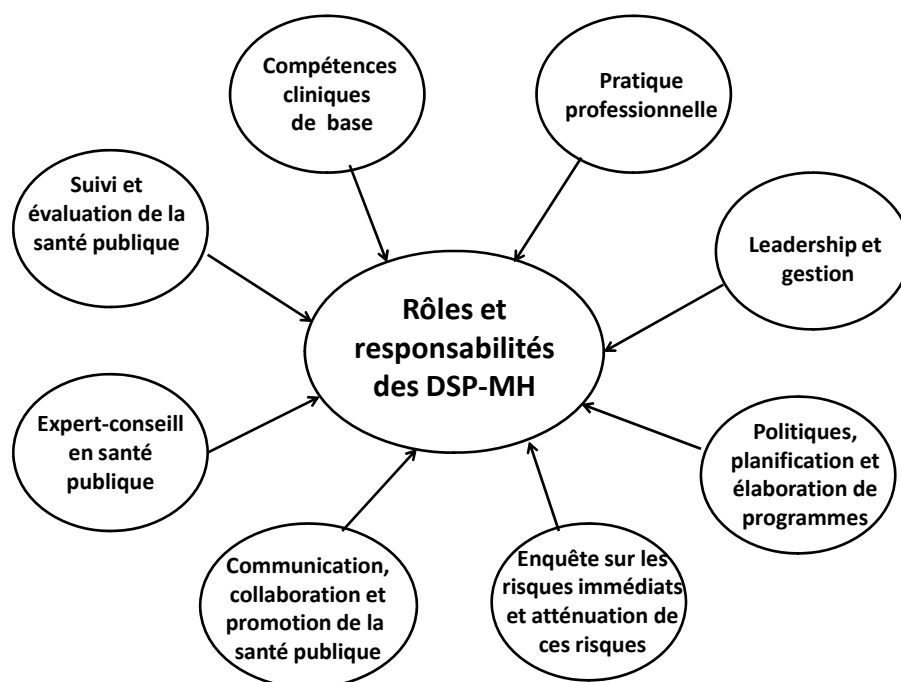 Compétences
cliniques
de base
Pratique
professionnelle
Suivi et
évaluation de la
santé publique
Leadership et
gestion
Rôles et
responsabilités
des DSP-MH
Expert-conseill
en santé
publique
Politiques,
planification et
élaboration de
programmes
Communication,
collaboration et
promotion de la
santé publique
Enquête sur les
risques immédiats
et atténuation de
ces risques